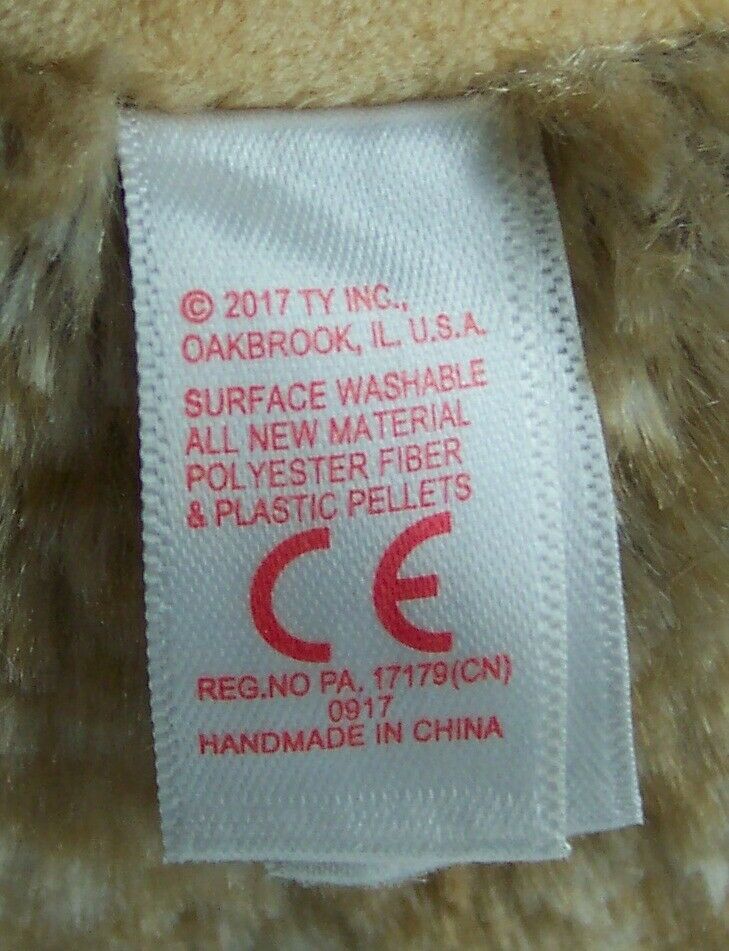 © 2017 TY INC.,
OAKBROOK, IL. U.S.A.
SURFACE WASHABLE
ALL NEW MATERIAL
POLYESTER FIBER
& PLASTIC PELLETS
CE
REG.NO PA. 17179(CN)
0917
HANDMADE IN CHINA